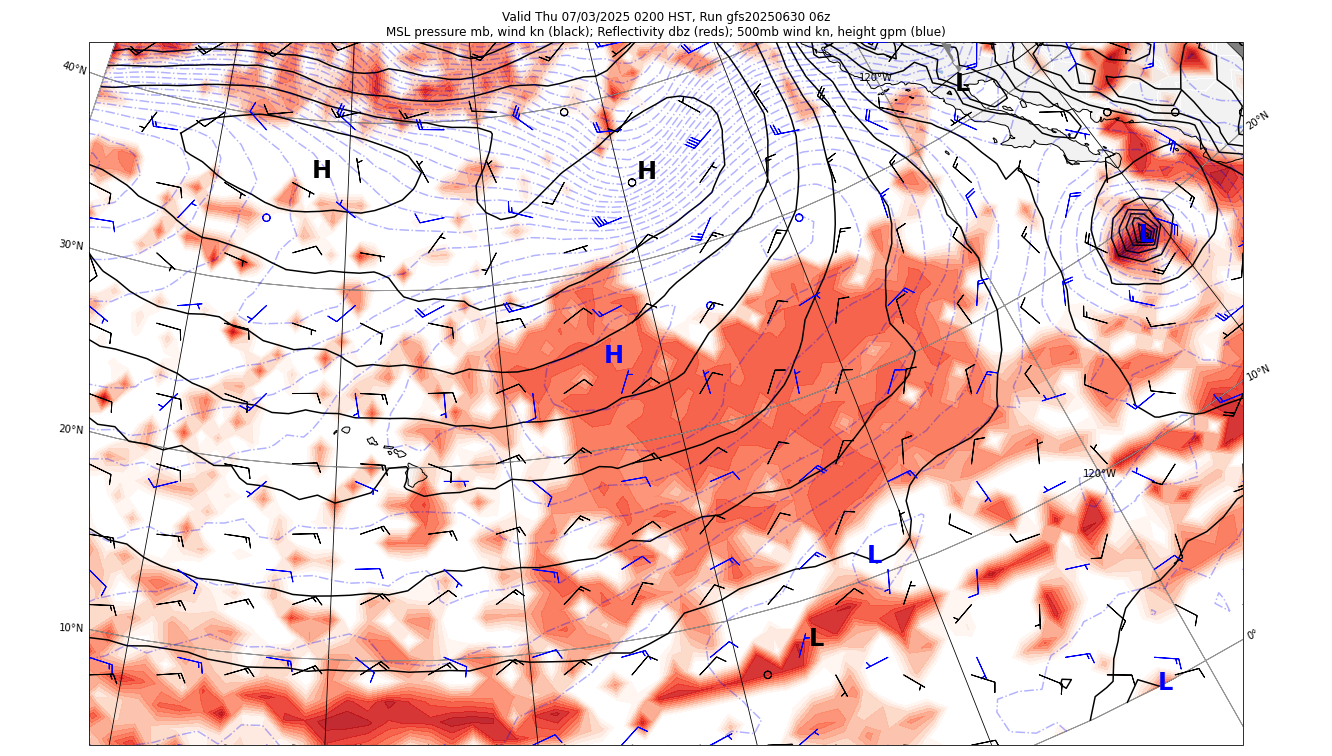 Valid Thu 07/03/2025 0200 HST, Run gfs20250630 06z
MSL pressure mb, wind kn (black); Reflectivity dbz (reds); 500mb wind kn, height gpm (blue)
40°N
120°W
L
20°N
H
H
L
30°N
H
10°N
20°N
120°W
L
10°N
L
0°
L